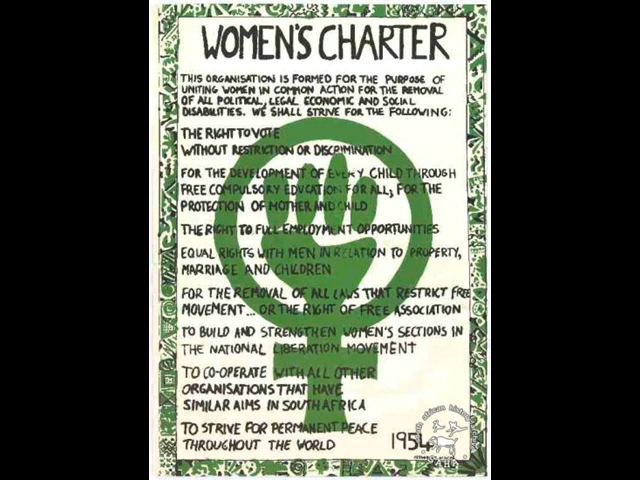 WOMEN'S CHARTER
THIS ORGANISATION IS FORMED FOR THE PURPOSE OF
UNITING WOMEN IN COMMON ACTION FOR THE REMOVAL
OF ALL POLITICAL, LEGAL ECONOMIC AND SOCIAL
DISABILITIES. WE SHALL STRIVE FOR THE FOLLOWING:
THE RIGHT TO VOTE
WITHOUT RESTRICTION OR DISCRIMINATION
FOR THE DEVELOPMENT OF EVERY CHILD THROUGH
FREE COMPULSORY EDUCATION FOR ALL; FOR THE
PROTECTION OF MOTHER AND CHILD
THE RIGHT TO FULL EMPLOYMENT OPPORTUNITIES
EQUAL RIGHTS WITH MEN IN RELATION TO PROPERTY,
MARRIAGE AND CHILDREN
FOR THE REMOVAL OF ALL LAWS THAT RESTRICT FREE
MOVEMENT... OR THE RIGHT OF FREE ASSOCIATION
TO BUILD AND STRENGTHEN WOMEN'S SECTIONS IN
THE NATIONAL LIBERATION MOVEMENT
TO CO-OPERATE WITH ALL OTHER
ORGANISATIONS THAT HAVE
SIMILAR AIMS IN SOUTH AFRICA
TO STRIVE FOR PERMANENT PEACE
THROUGHOUT THE WORLD
1954
african history